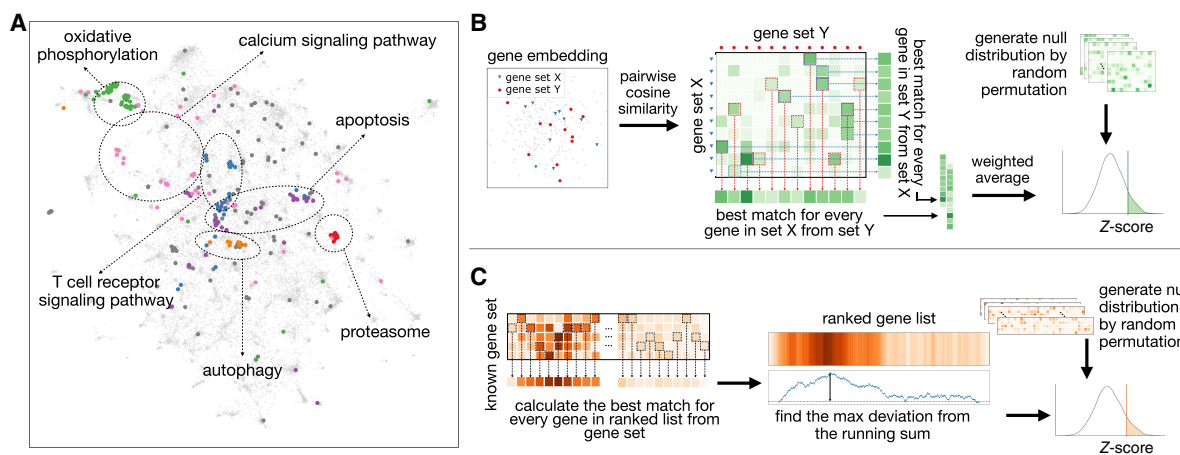 A
oxidative
phosphorylation
calcium signaling pathway
apoptosis
T cell receptor
signaling pathway
proteasome
autophagy
B
gene embedding
gene set X
gene set Y
pairwise
cosine
similarity
gene set Y
gene set X
best match for every
gene in set Y from set X
best match for every
gene in set X from set Y
generate null
distribution by
random
permutation
weighted
average
Z-score
C
known gene set
...
...
...
calculate the best match for
every gene in ranked list from
gene set
ranked gene list
find the max deviation from
the running sum
generate nu
distribution
by random
permutation
Z-score